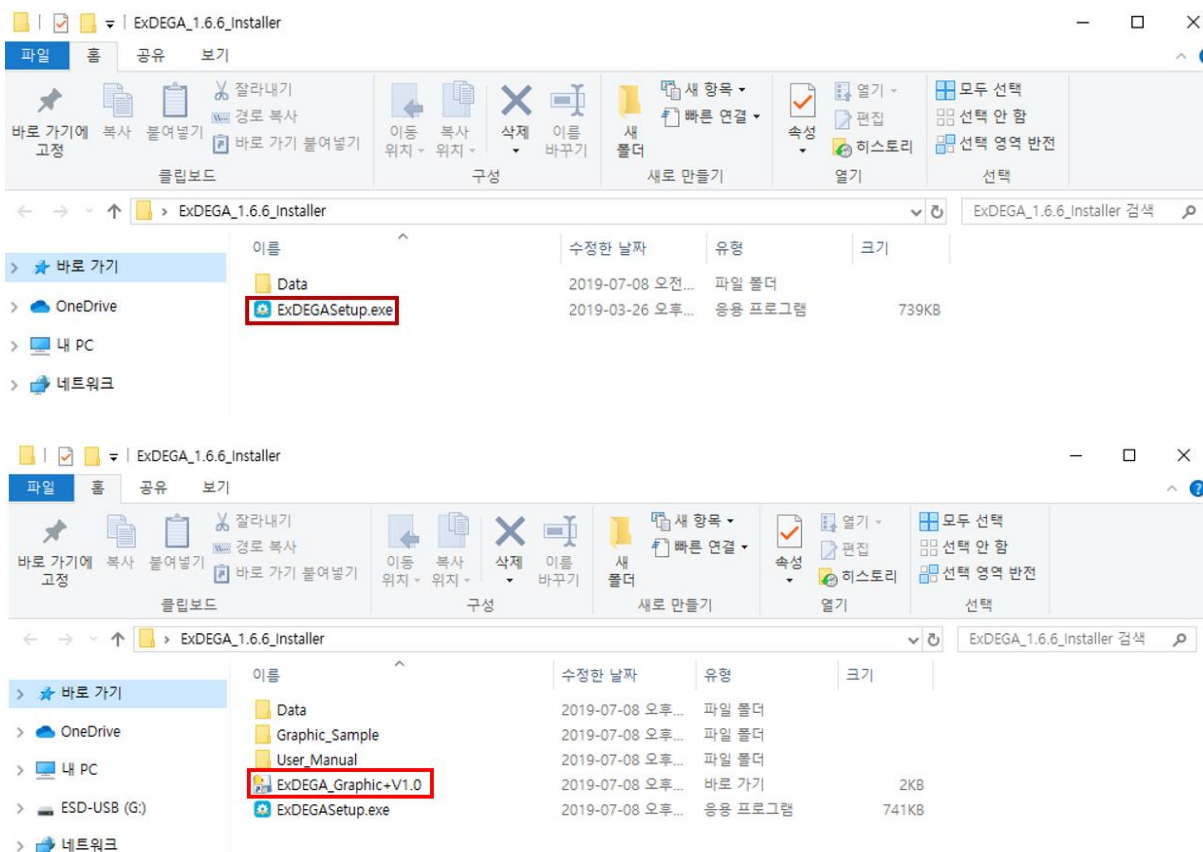 ExDEGA_1.6.6_Installer
파일 홈 공유 보기
바로 가기에 고정 복사 붙여넣기 잘라내기 경로 복사 바로 가기 붙여넣기
이동 위치 복사 위치 삭제 이름 바꾸기
새 폴더 새 항목 빠른 연결
속성 열기 편집 히스토리
모두 선택 선택 안 함 선택 영역 반전
클립보드 구성 새로 만들기 열기 선택
ExDEGA_1.6.6_Installer ExDEGA_1.6.6_Installer 검색
이름 수정한 날짜 유형 크기
바로 가기
OneDrive
내 PC
네트워크
Data 2019-07-08 오전... 파일 폴더
ExDEGASetup.exe 2019-03-26 오후... 응용 프로그램 739KB
ExDEGA_1.6.6_Installer
파일 홈 공유 보기
바로 가기에 고정 복사 붙여넣기 잘라내기 경로 복사 바로 가기 붙여넣기
이동 위치 복사 위치 삭제 이름 바꾸기
새 폴더 새 항목 빠른 연결
속성 열기 편집 히스토리
모두 선택 선택 안 함 선택 영역 반전
클립보드 구성 새로 만들기 열기 선택
ExDEGA_1.6.6_Installer ExDEGA_1.6.6_Installer 검색
이름 수정한 날짜 유형 크기
바로 가기
OneDrive
내 PC
ESD-USB (G:)
네트워크
Data 2019-07-08 오후... 파일 폴더
Graphic_Sample 2019-07-08 오후... 파일 폴더
User_Manual 2019-07-08 오후... 파일 폴더
ExDEGA_Graphic+V1.0 2019-07-08 오후... 바로 가기 2KB
ExDEGASetup.exe 2019-07-08 오후... 응용 프로그램 741KB